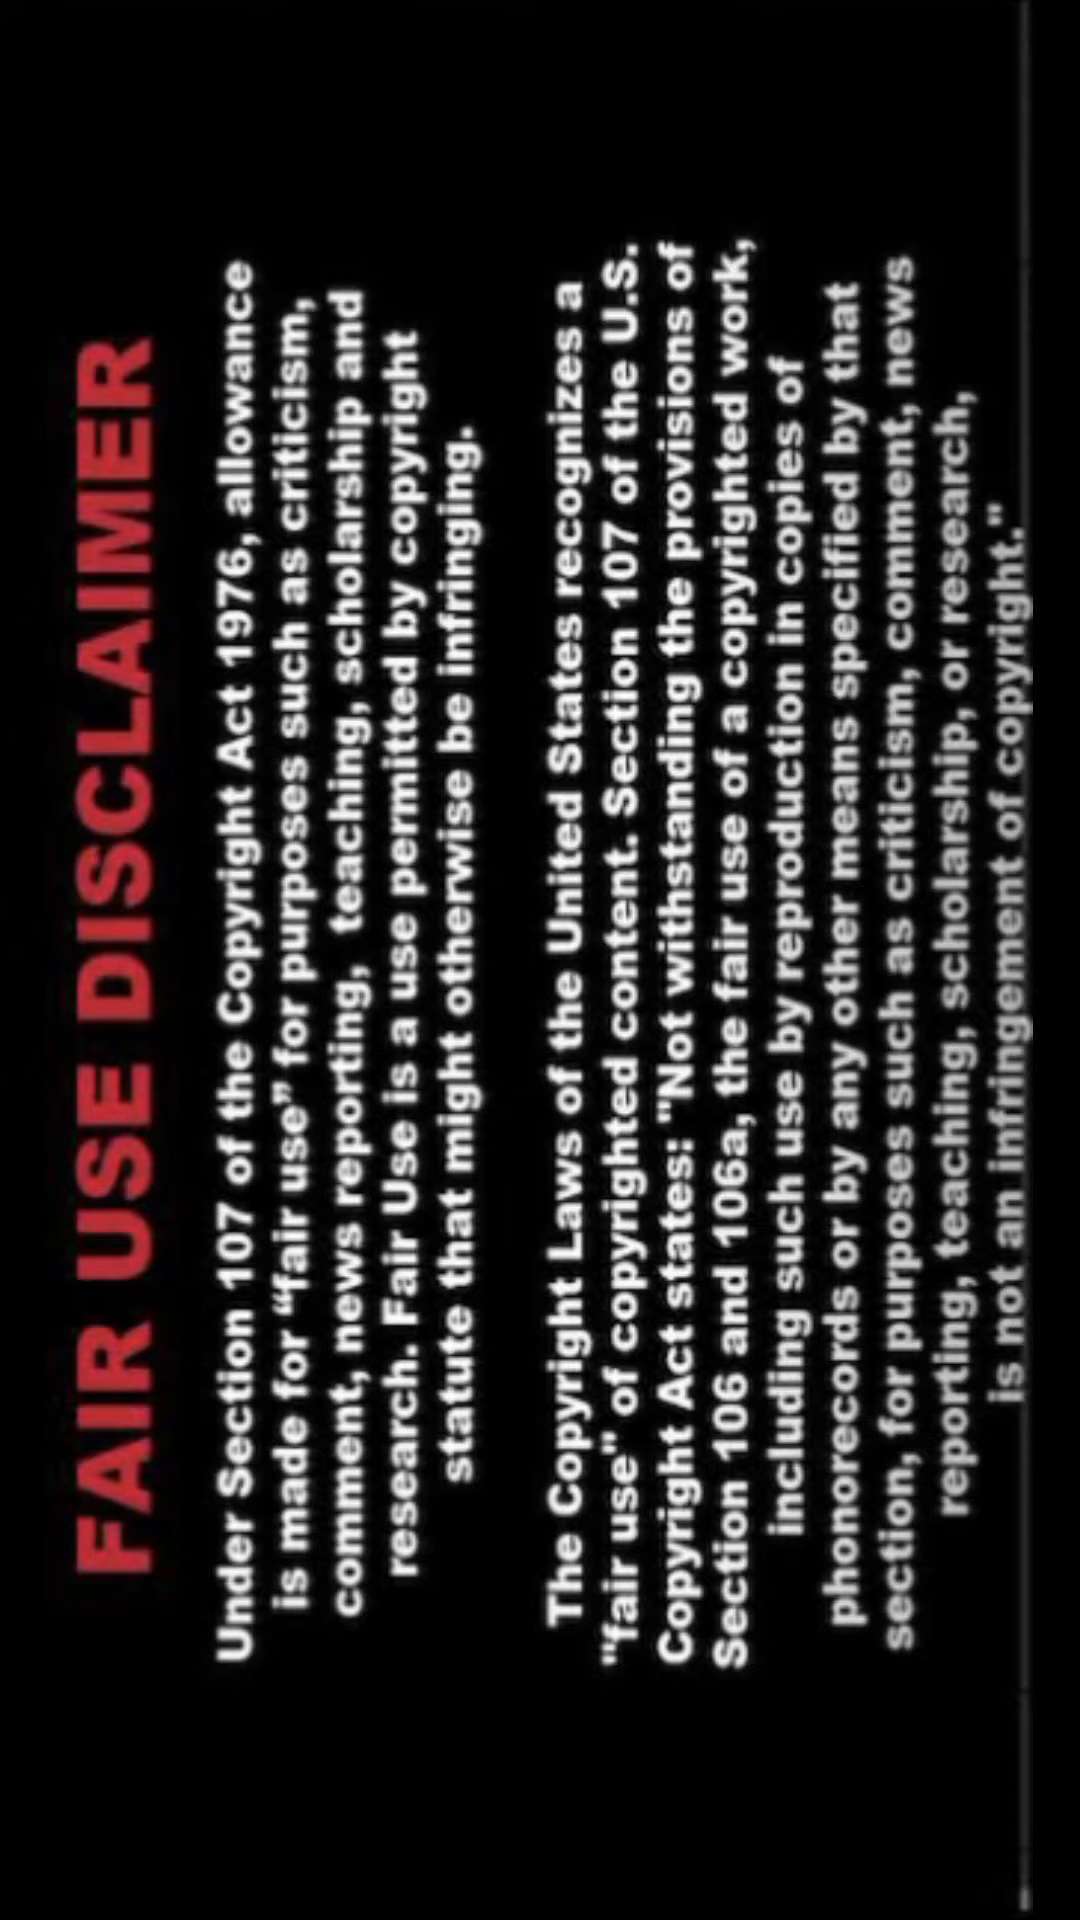 FAIR USE DISCLAIMER
Under Section 107 of the Copyright Act 1976, allowance
is made for “fair use” for purposes such as criticism,
comment, news reporting,  teaching, scholarship and
research. Fair Use is a use permitted by copyright
statute that might otherwise be infringing.
The Copyright Laws of the United States recognizes a
"fair use" of copyrighted content. Section 107 of the U.S.
Copyright Act states: "Not withstanding the provisions of
Section 106 and 106a, the fair use of a copyrighted work,
including such use by reproduction in copies of
phonorecords or by any other means specified by that
section, for purposes such as criticism, comment, news
reporting, teaching, scholarship, or research,
is not an infringement of copyright."